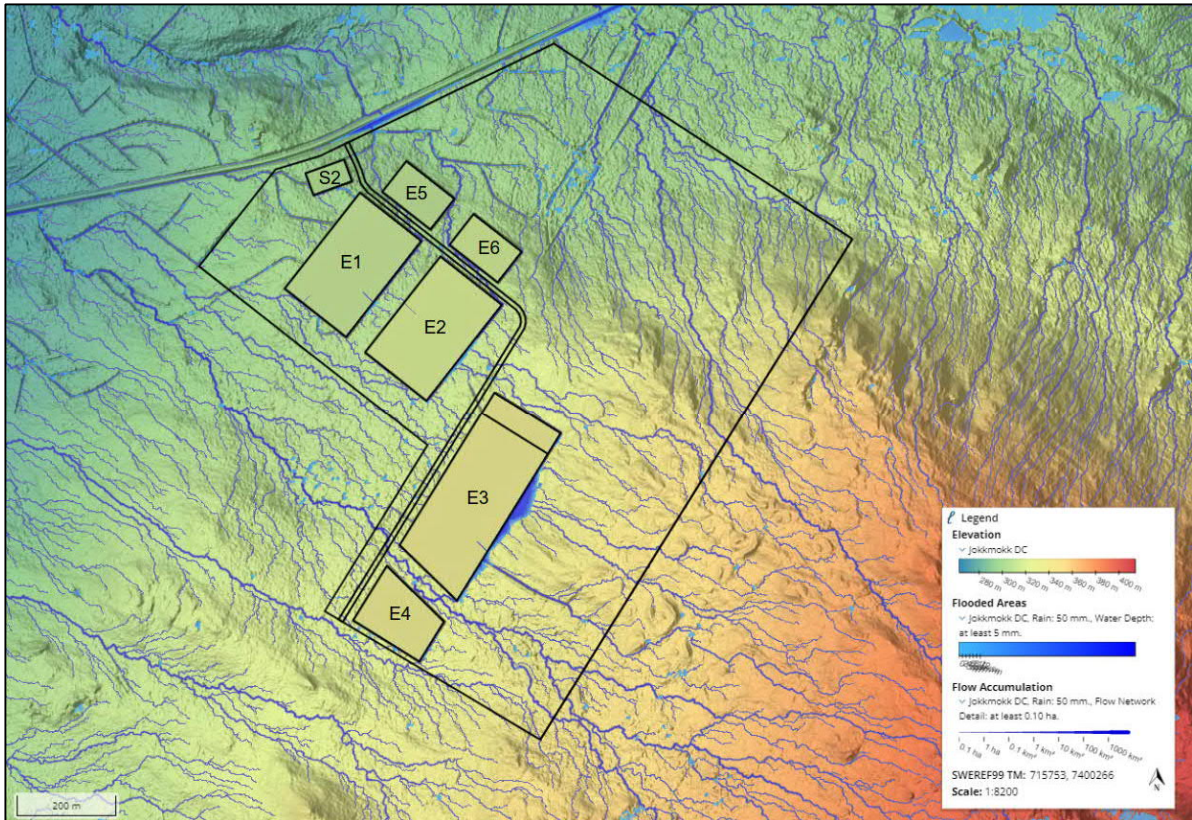 S2
E5
E6
E1
E2
E3
E4
Legend
Elevation
Jokkmokk DC
280 m 300 m 320 m 340 m 360 m 380 m 400 m
Flooded Areas
Jokkmokk DC, Rain: 50 mm., Water Depth:
at least 5 mm.
Flow Accumulation
Jokkmokk DC, Rain: 50 mm., Flow Network
Detail: at least 0.10 ha.
0.1 ha 1 ha 0.1 km² 1 km² 10 km² 100 km² 1000 km²
SWEREF99 TM: 715753, 7400266
Scale: 1:8200
N
200 m